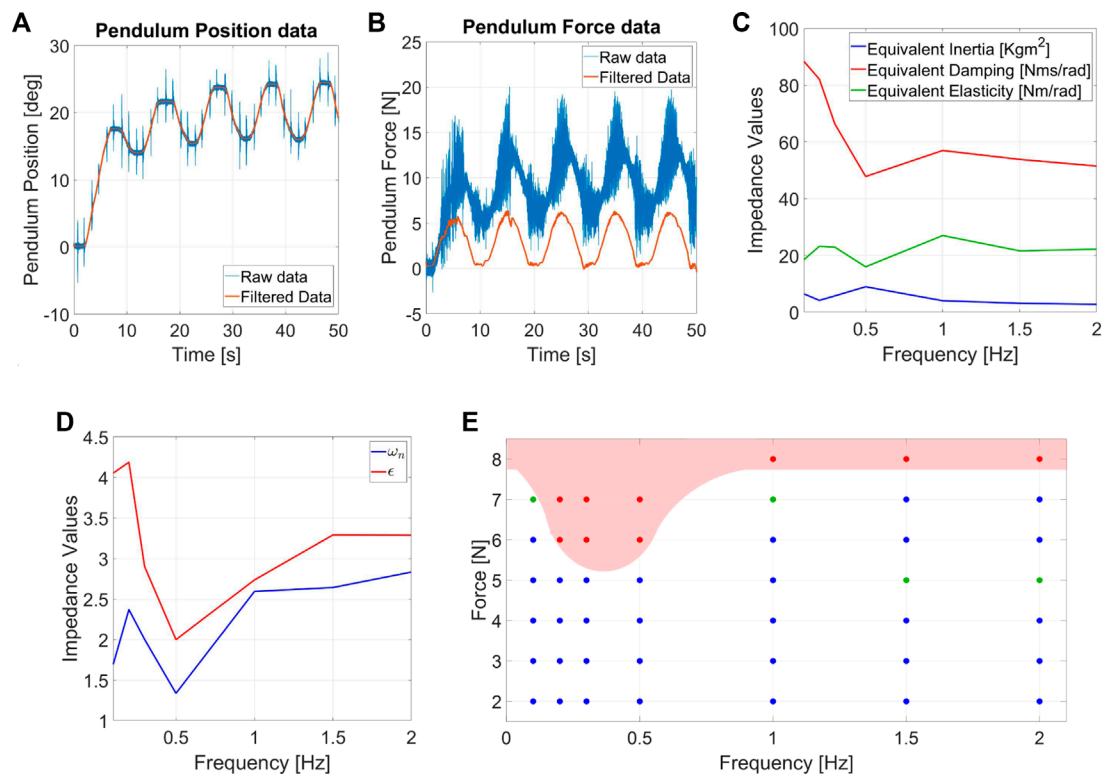 A
Pendulum Position data
30
20
10
0
-10
Pendulum Position [deg]
Raw data
Filtered Data
0 10 20 30 40 50
Time [s]
B
Pendulum Force data
25
20
15
10
5
0
-5
Pendulum Force [N]
Raw data
Filtered Data
0 10 20 30 40 50
Time [s]
C
100
80
60
40
20
0
Impedance Values
Equivalent Inertia [Kgm²]
Equivalent Damping [Nms/rad]
Equivalent Elasticity [Nm/rad]
0.5 1 1.5 2
Frequency [Hz]
D
4.5
4
3.5
3
2.5
2
1.5
1
Impedance Values
ωn
ϵ
0.5 1 1.5 2
Frequency [Hz]
E
8
7
6
5
4
3
2
Force [N]
0 0.5 1 1.5 2
Frequency [Hz]